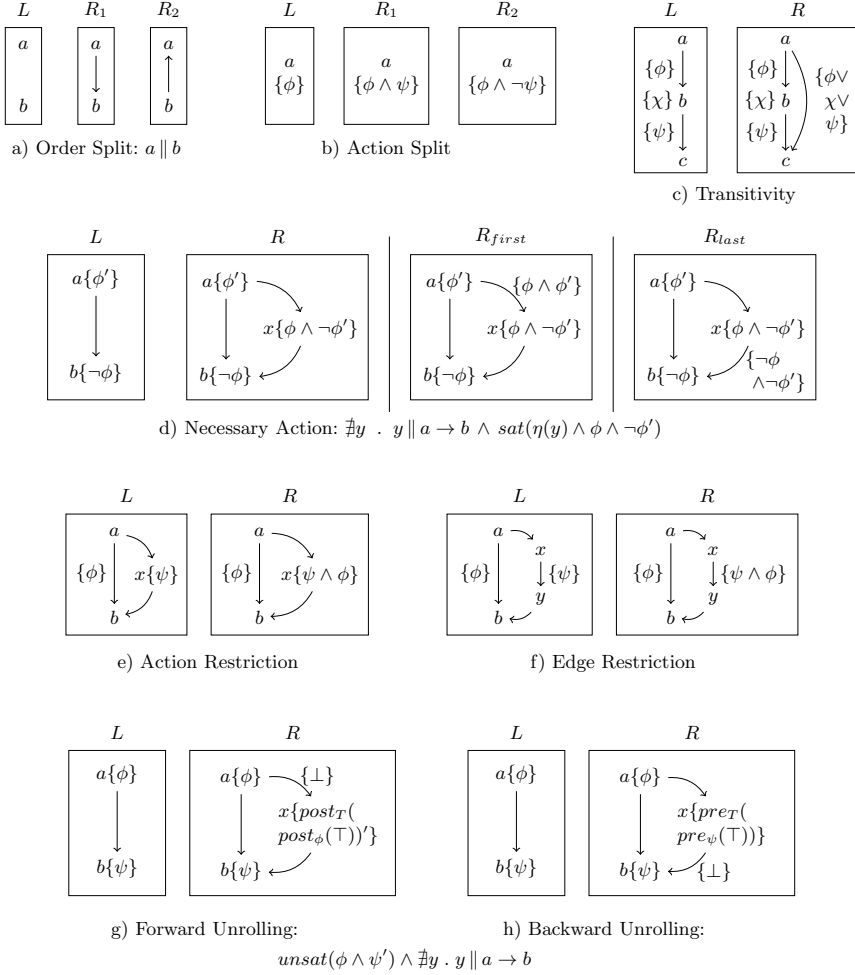 L R₁ R₂
a a a
b b b
a) Order Split: a ∥ b
L R₁ R₂
a a a
{ϕ} {ϕ ∧ ψ} {ϕ ∧ ¬ψ}
b) Action Split
L R
a a
{ϕ} {ϕ} {ϕ∨
{χ} b {χ} b χ∨
{ψ} {ψ} ψ}
c c
c) Transitivity
L R R_first R_last
a{ϕ′} a{ϕ′} a{ϕ′} {ϕ ∧ ϕ′} a{ϕ′}
x{ϕ ∧ ¬ϕ′} x{ϕ ∧ ¬ϕ′} x{ϕ ∧ ¬ϕ′}
b{¬ϕ} b{¬ϕ} b{¬ϕ} b{¬ϕ} {¬ϕ
∧¬ϕ′}
d) Necessary Action: ∄y . y ∥ a → b ∧ sat(η(y) ∧ ϕ ∧ ¬ϕ′)
L R
a a
{ϕ} x{ψ} {ϕ} x{ψ ∧ ϕ}
b b
e) Action Restriction
L R
a a
x x
{ϕ} {ψ} {ϕ} {ψ ∧ ϕ}
y y
b b
f) Edge Restriction
L R
a{ϕ} a{ϕ} {⊥}
x{post_T(
post_ϕ(⊤))′}
b{ψ} b{ψ}
g) Forward Unrolling:
L R
a{ϕ} a{ϕ}
x{pre_T(
pre_ψ(⊤))}
b{ψ} b{ψ} {⊥}
h) Backward Unrolling:
unsat(ϕ ∧ ψ′) ∧ ∄y . y ∥ a → b